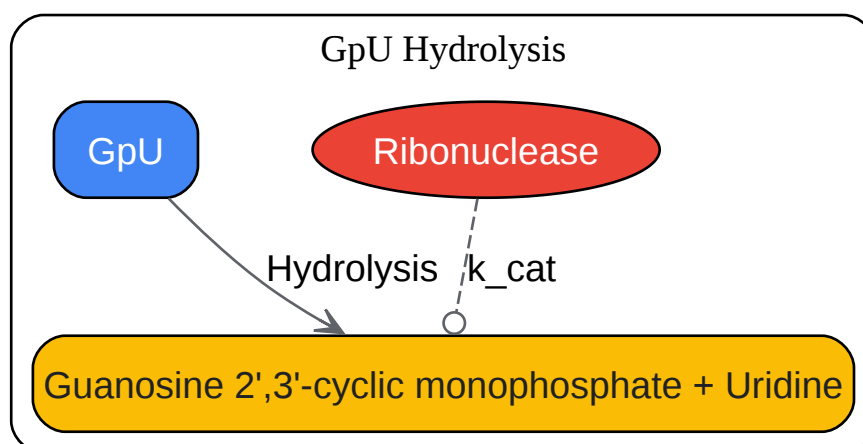 GpU Hydrolysis
GpU
Ribonuclease
Hydrolysis
k_cat
Guanosine 2',3'-cyclic monophosphate + Uridine